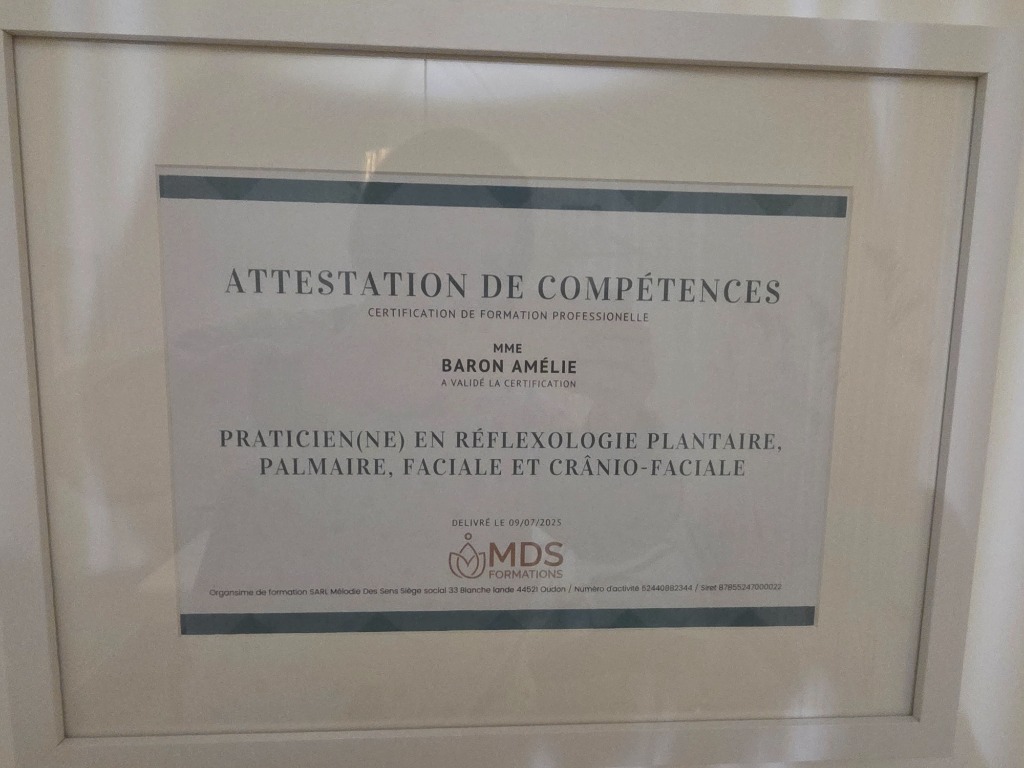 ATTESTATION DE COMPÉTENCES
CERTIFICATION DE FORMATION PROFESSIONELLE
MME
BARON AMÉLIE
A VALIDÉ LA CERTIFICATION
PRATICIEN(NE) EN RÉFLEXOLOGIE PLANTAIRE,
PALMAIRE, FACIALE ET CRÂNIO-FACIALE
DELIVRÉ LE 09/07/2025
MDS
FORMATIONS
Organsime de formation SARL Mélodie Des Sens Siège social 33 Blanche lande 44521 Oudon / Numéro d'activité 52440882344 / Siret 87855247000022